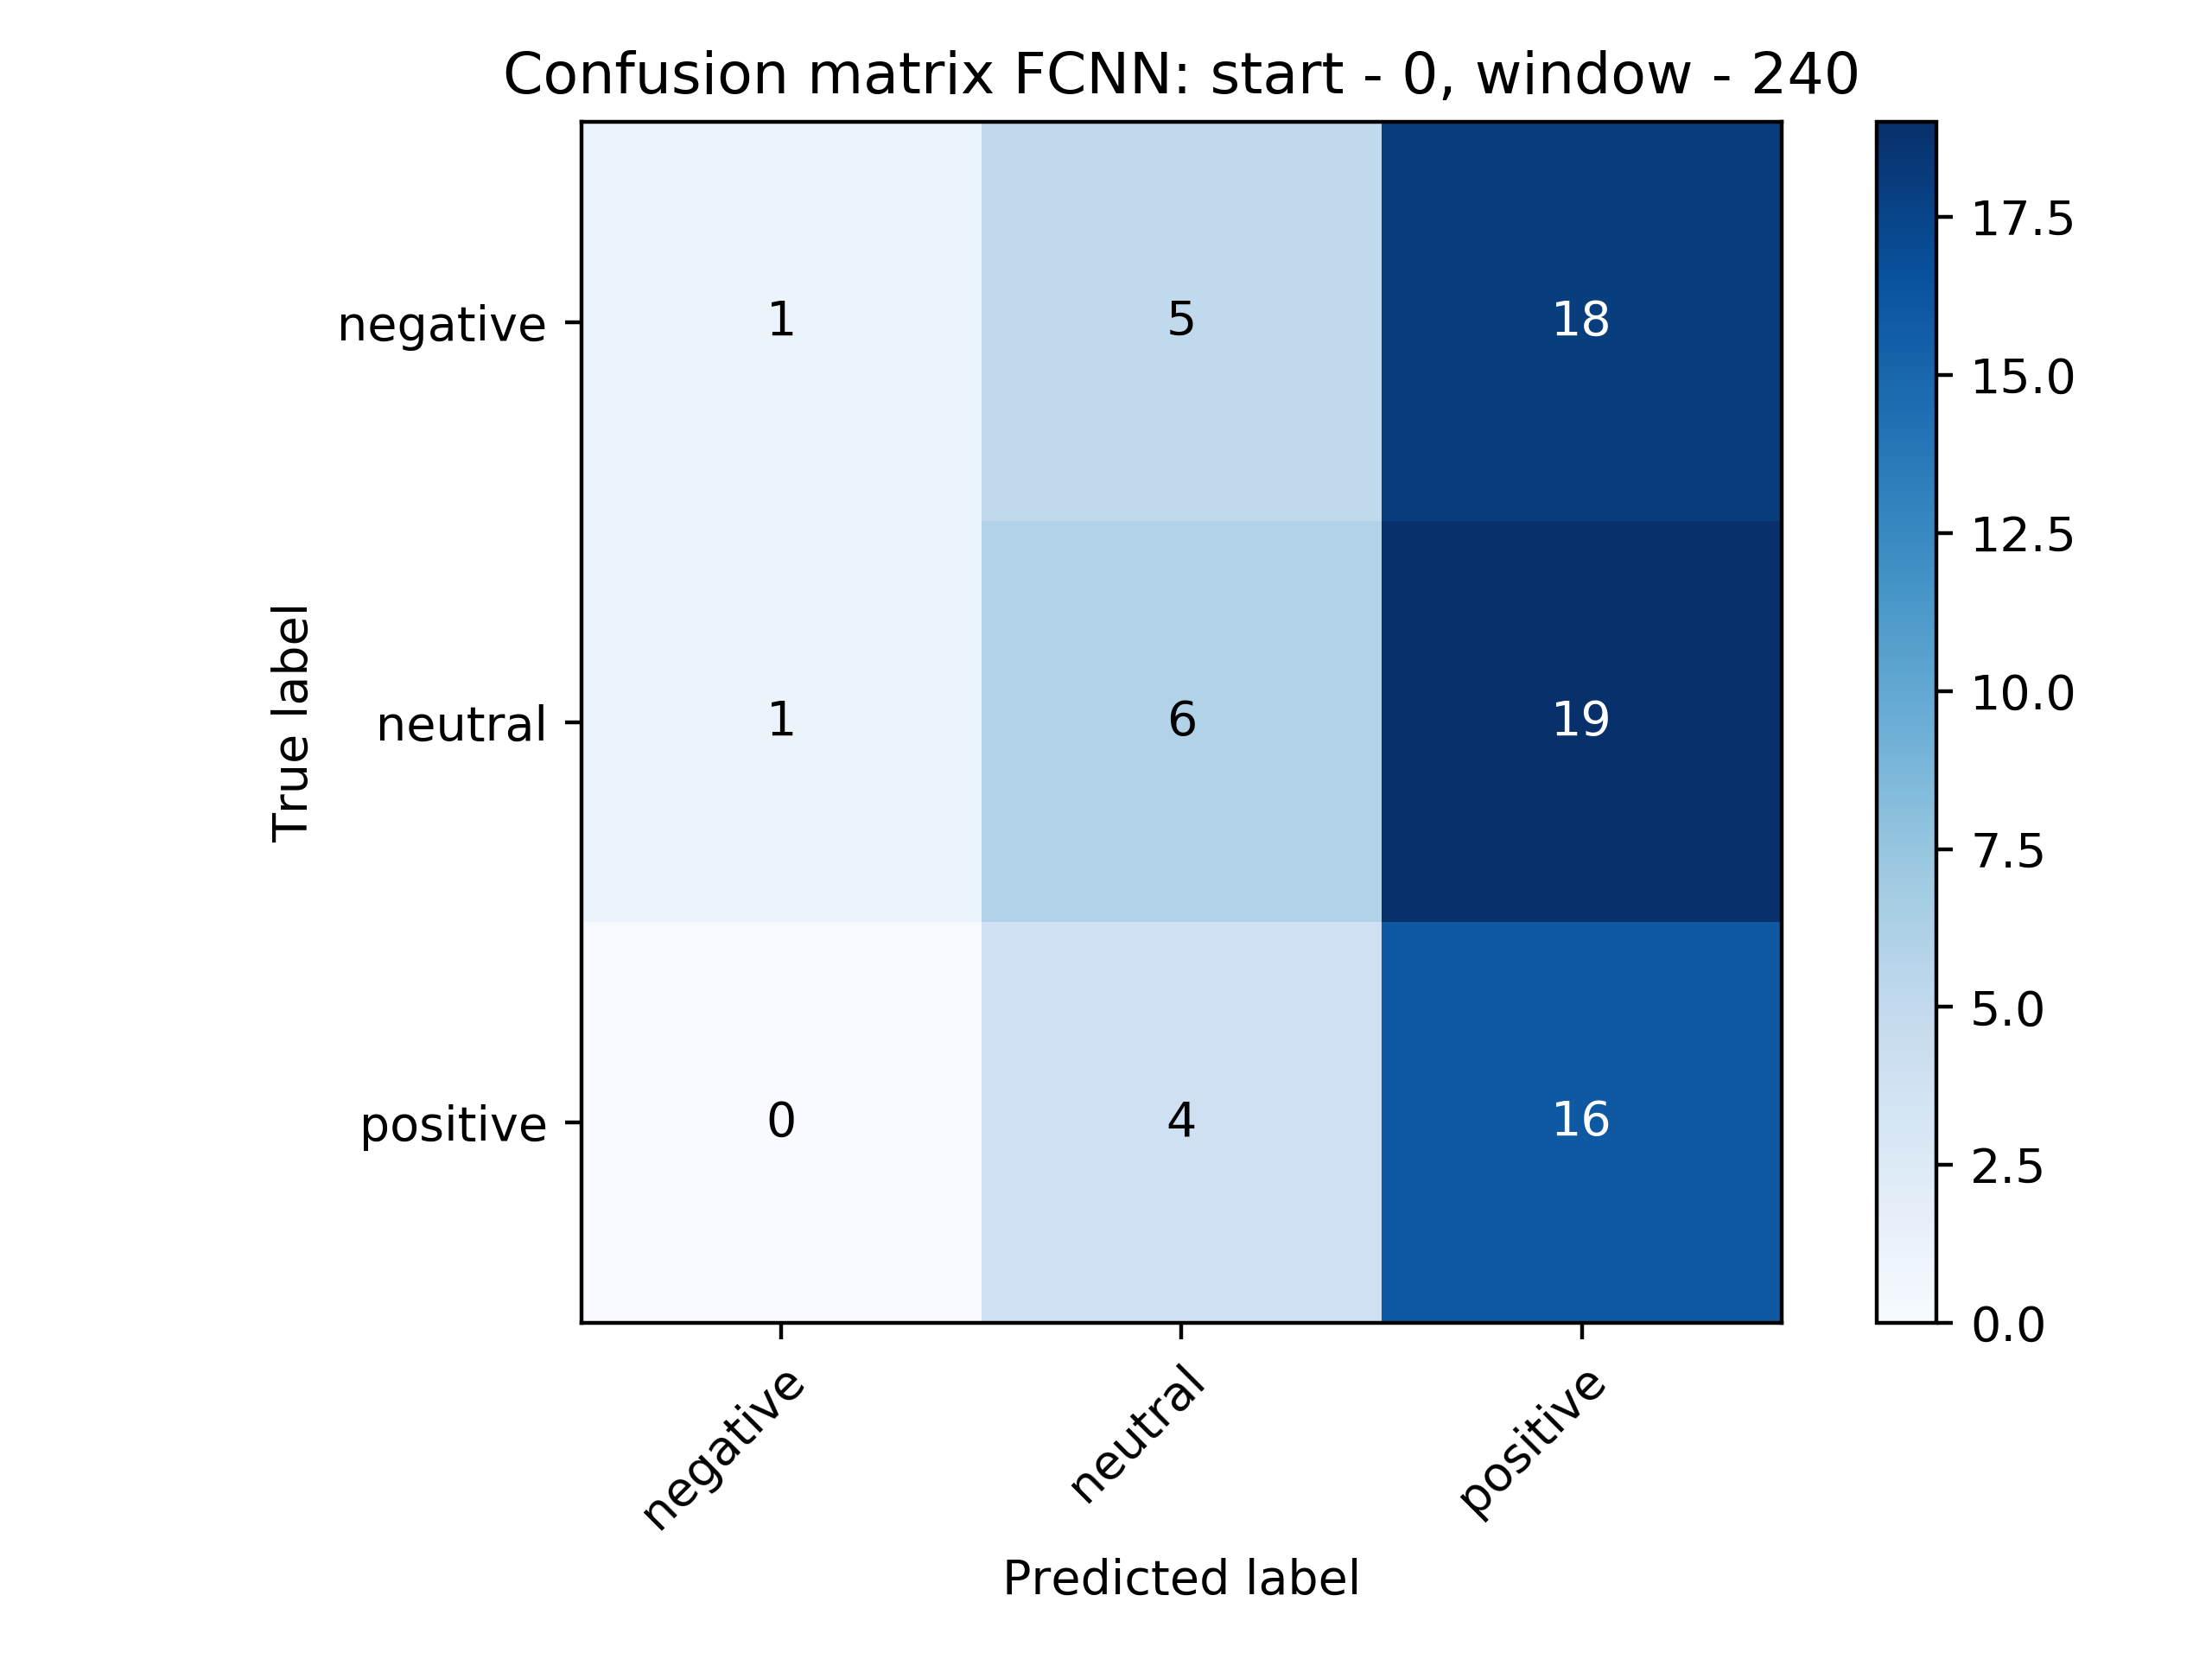 Confusion matrix FCNN: start - 0, window - 240
True label
negative
1 5 18
neutral
1 6 19
positive
0 4 16
negative
neutral
positive
Predicted label
17.5
15.0
12.5
10.0
7.5
5.0
2.5
0.0